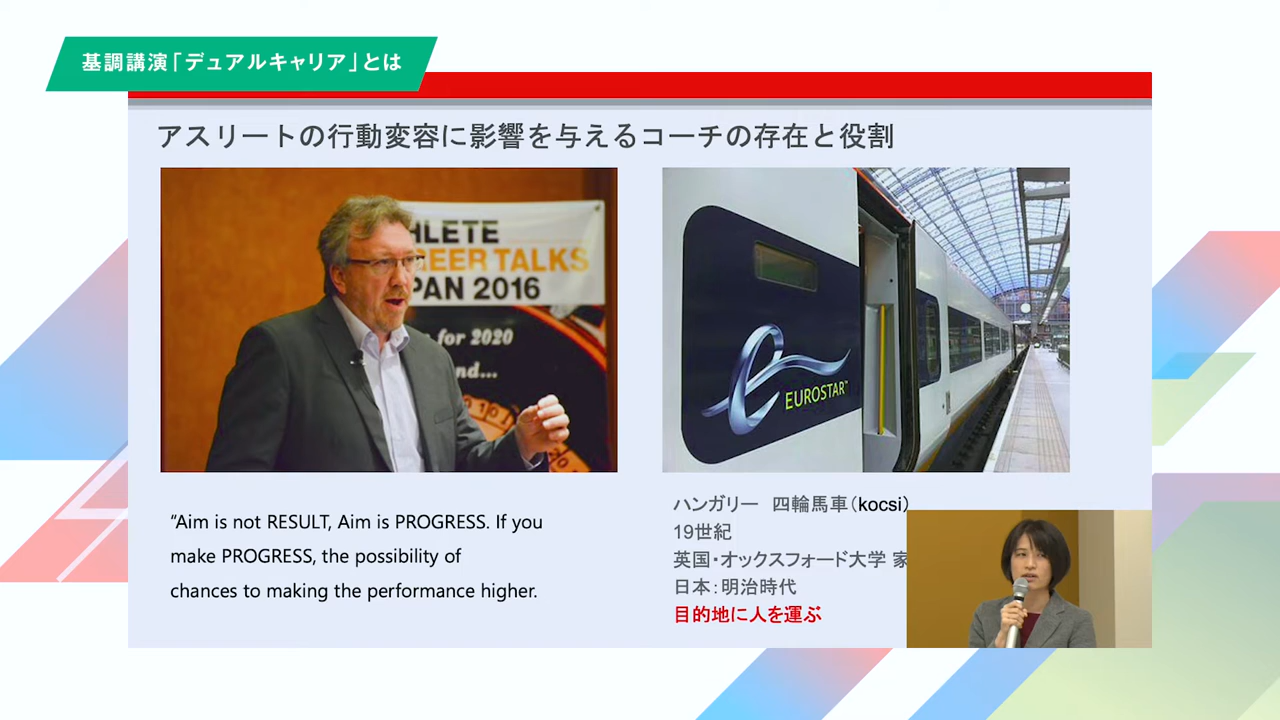 基調講演「デュアルキャリア」とは
アスリートの行動変容に影響を与えるコーチの存在と役割
HLETE
REER TALKS
PAN 2016
for 2020
nd...
EUROSTAR™
“Aim is not RESULT, Aim is PROGRESS. If you
make PROGRESS, the possibility of
chances to making the performance higher.
ハンガリー　四輪馬車（kocsi）
19世紀
英国・オックスフォード大学 家
日本：明治時代
目的地に人を運ぶ